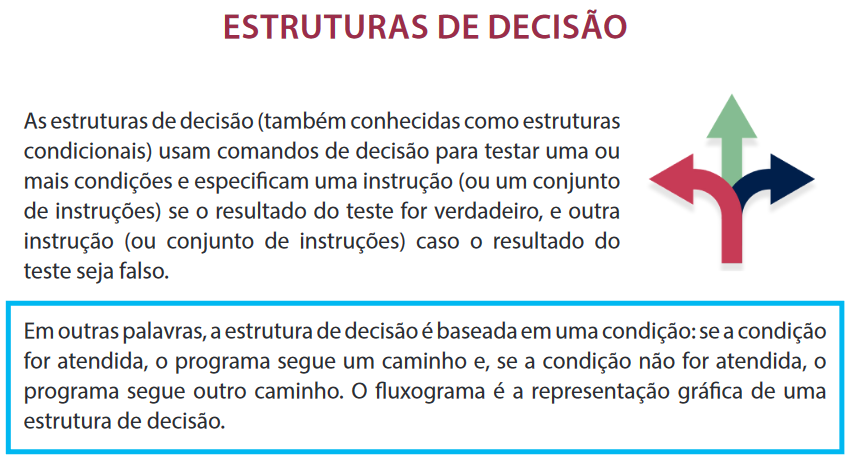 ESTRUTURAS DE DECISÃO
As estruturas de decisão (também conhecidas como estruturas
condicionais) usam comandos de decisão para testar uma ou
mais condições e especificam uma instrução (ou um conjunto
de instruções) se o resultado do teste for verdadeiro, e outra
instrução (ou conjunto de instruções) caso o resultado do
teste seja falso.
Em outras palavras, a estrutura de decisão é baseada em uma condição: se a condição
for atendida, o programa segue um caminho e, se a condição não for atendida, o
programa segue outro caminho. O fluxograma é a representação gráfica de uma
estrutura de decisão.